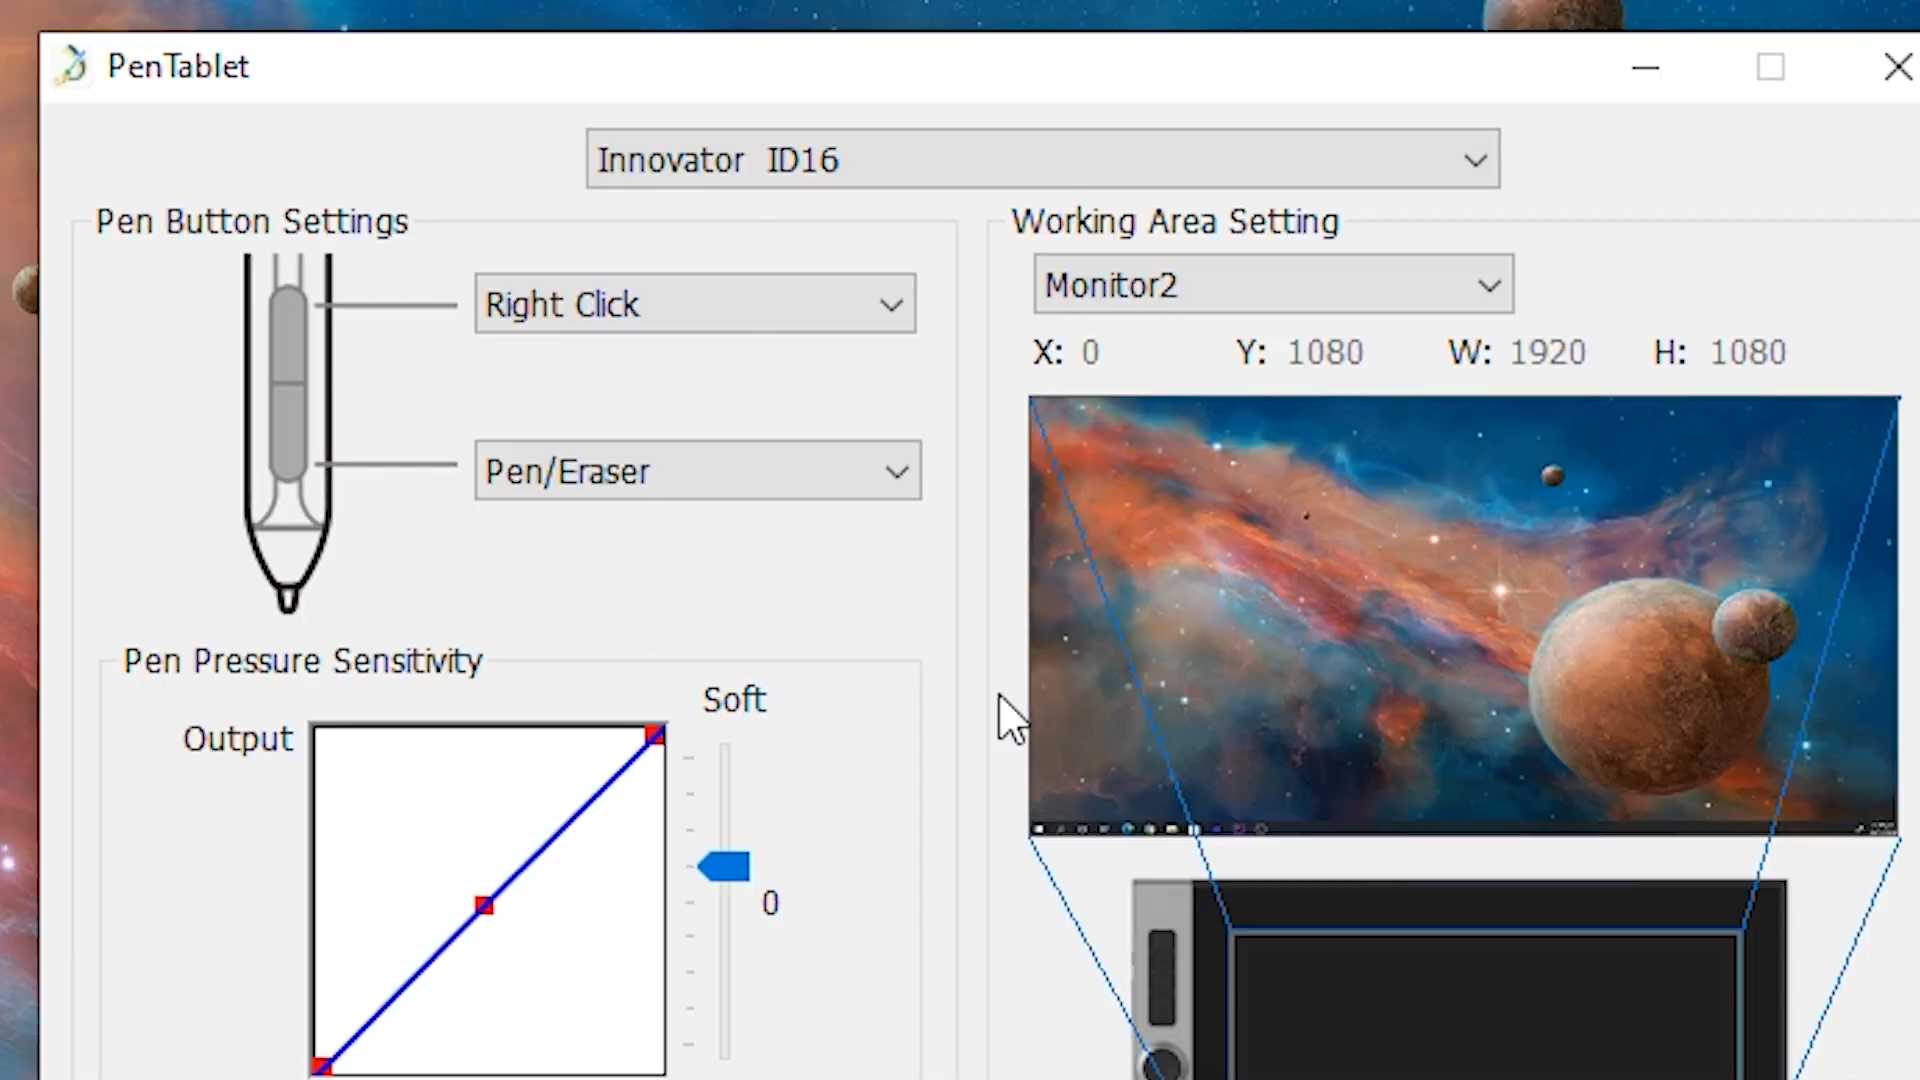 PenTablet
Innovator ID16
Pen Button Settings
Right Click
Pen/Eraser
Working Area Setting
Monitor2
X: 0 Y: 1080 W: 1920 H: 1080
Pen Pressure Sensitivity
Soft
Output
0